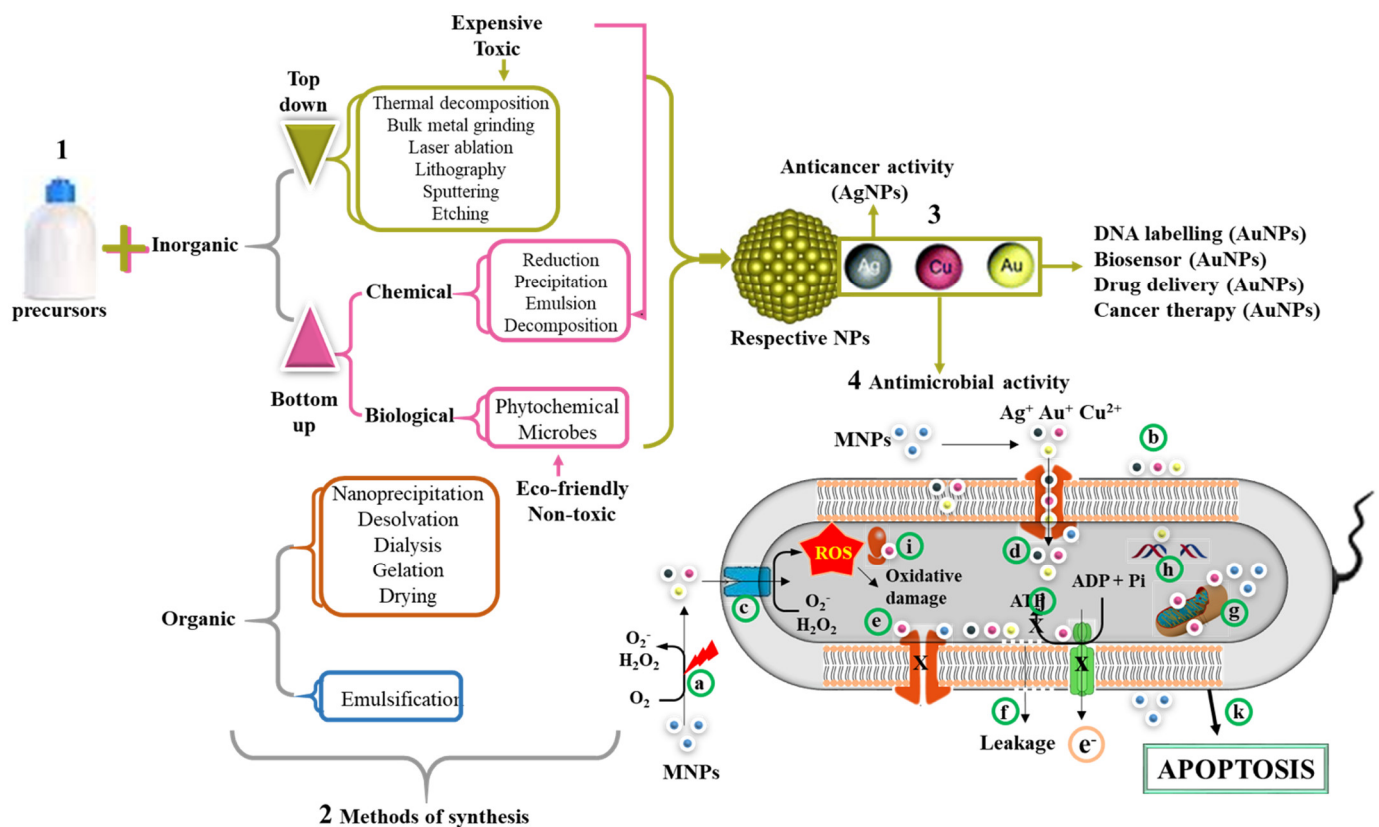 Expensive
Toxic
Top
down
Thermal decomposition
Bulk metal grinding
Laser ablation
Lithography
Sputtering
Etching
1
precursors
Inorganic
Chemical
Reduction
Precipitation
Emulsion
Decomposition
Bottom
up
Biological
Phytochemical
Microbes
Eco-friendly
Non-toxic
Organic
Nanoprecipitation
Desolvation
Dialysis
Gelation
Drying
Emulsification
2 Methods of synthesis
Anticancer activity
(AgNPs)
3
Ag
Cu
Au
Respective NPs
DNA labelling (AuNPs)
Biosensor (AuNPs)
Drug delivery (AuNPs)
Cancer therapy (AuNPs)
4 Antimicrobial activity
MNPs
Ag⁺ Au⁺ Cu²⁺
b
ROS
i
Oxidative
damage
d
h
c
O₂⁻
H₂O₂
e
ATP
j
ADP + Pi
X
g
X
X
O₂⁻
H₂O₂
O₂
a
MNPs
f
Leakage
e⁻
k
APOPTOSIS